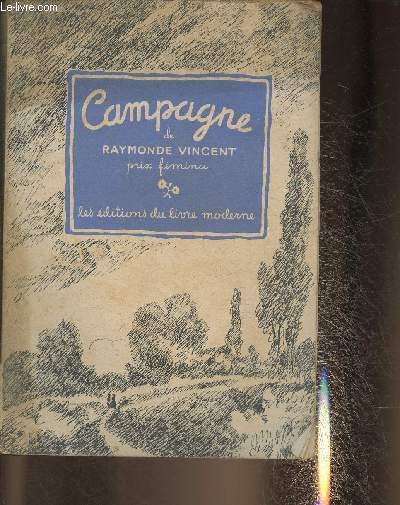 Le-livre.com
Campagne
de
RAYMONDE VINCENT
prix femina
les éditions du livre moderne